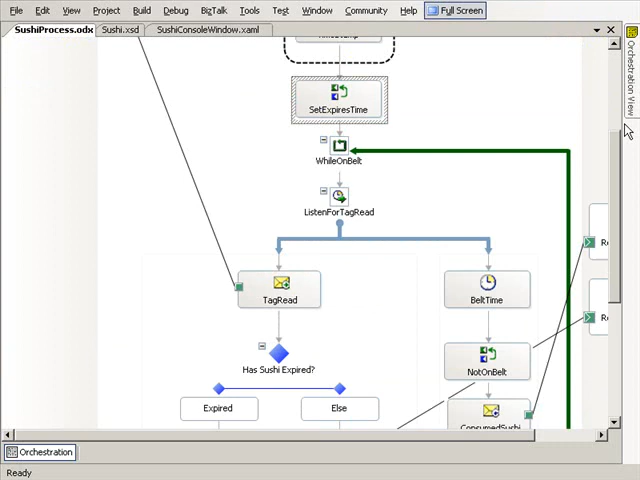 File Edit View Project Build Debug BizTalk Tools Test Window Community Help Full Screen
SushiProcess.odx Sushi.xsd SushiConsoleWindow.xaml
Orchestration View
SetExpiresTime
WhileOnBelt
ListenForTagRead
TagRead
BeltTime
Has Sushi Expired?
NotOnBelt
Expired
Else
ConsumedSushi
Orchestration
Ready